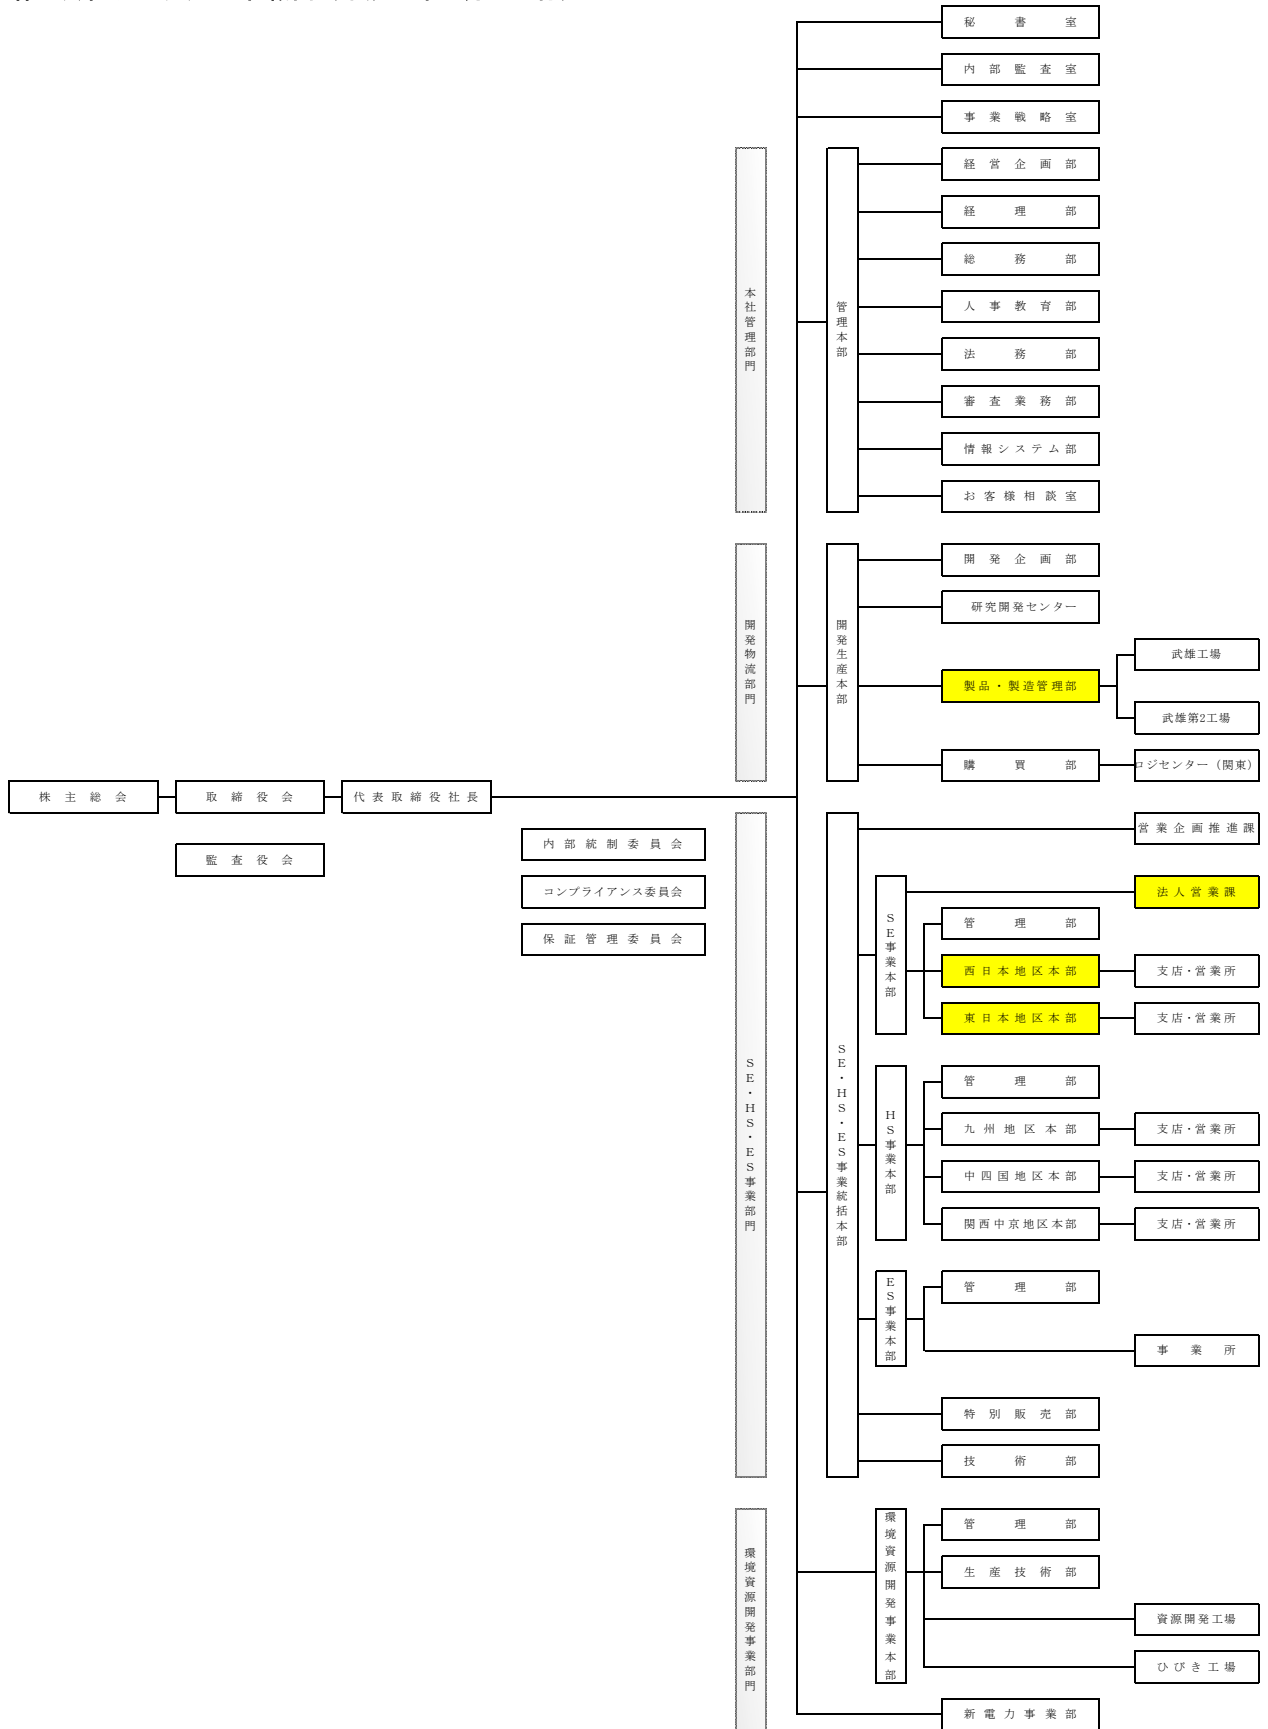 秘書室
内部監査室
事業戦略室
本社管理部門
管理本部
経営企画部
経理部
総務部
人事教育部
法務部
審査業務部
情報システム部
お客様相談室
開発物流部門
開発生産本部
開発企画部
研究開発センター
製品・製造管理部
武雄工場
武雄第2工場
購買部
ロジセンター（関東）
株主総会
取締役会
代表取締役社長
監査役会
内部統制委員会
コンプライアンス委員会
保証管理委員会
SE・HS・ES事業部門
SE・HS・ES事業統括本部
営業企画推進課
SE事業本部
法人営業課
管理部
西日本地区本部
支店・営業所
東日本地区本部
支店・営業所
HS事業本部
管理部
九州地区本部
支店・営業所
中四国地区本部
支店・営業所
関西中京地区本部
支店・営業所
ES事業本部
管理部
事業所
特別販売部
技術部
環境資源開発事業部門
環境資源開発事業本部
管理部
生産技術部
資源開発工場
ひびき工場
新電力事業部